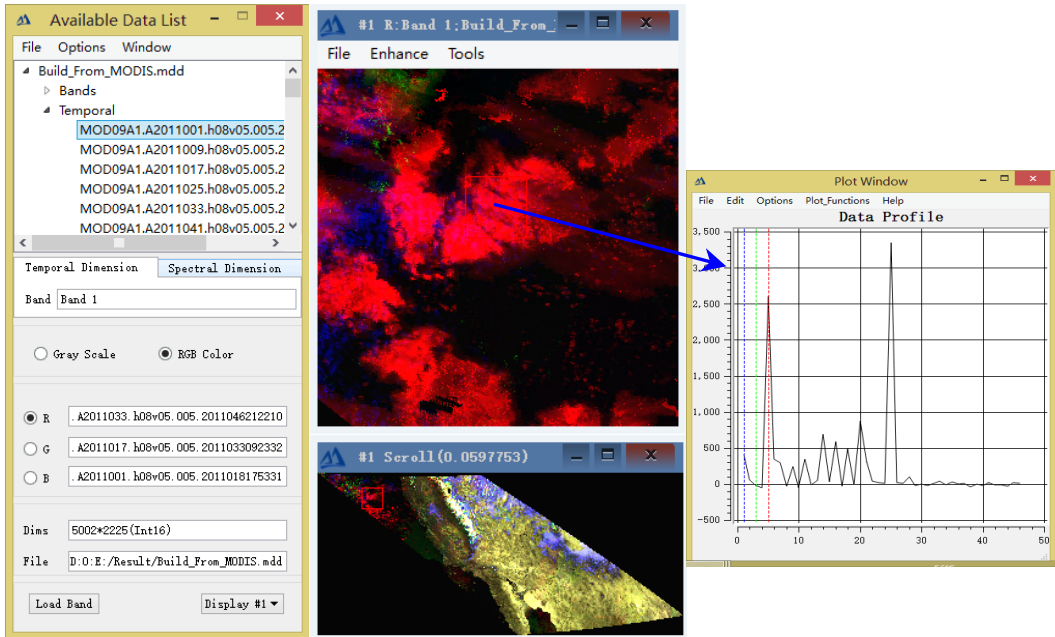 Available Data List
File Options Window
Build_From_MODIS.mdd
Bands
Temporal
MOD09A1.A2011001.h08v05.005.2
MOD09A1.A2011009.h08v05.005.2
MOD09A1.A2011017.h08v05.005.2
MOD09A1.A2011025.h08v05.005.2
MOD09A1.A2011033.h08v05.005.2
MOD09A1.A2011041.h08v05.005.2
Temporal Dimension Spectral Dimension
Band Band 1
Gray Scale RGB Color
R .A2011033.h08v05.005.2011046212210
G .A2011017.h08v05.005.2011033092332
B .A2011001.h08v05.005.2011018175331
Dims 5002*2225(Int16)
File D:O:E:/Result/Build_From_MODIS.mdd
Load Band Display #1
#1 R:Band 1:Build_From_
File Enhance Tools
#1 Scroll(0.0597753)
Plot Window
File Edit Options Plot_Functions Help
Data Profile
3,500
3,000
2,500
2,000
1,500
1,000
500
0
-500
0 10 20 30 40 50